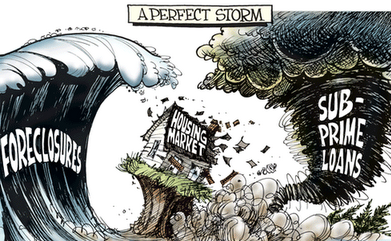 A PERFECT STORM
FORECLOSURES
HOUSING
MARKET
SUB-
PRIME
LOANS